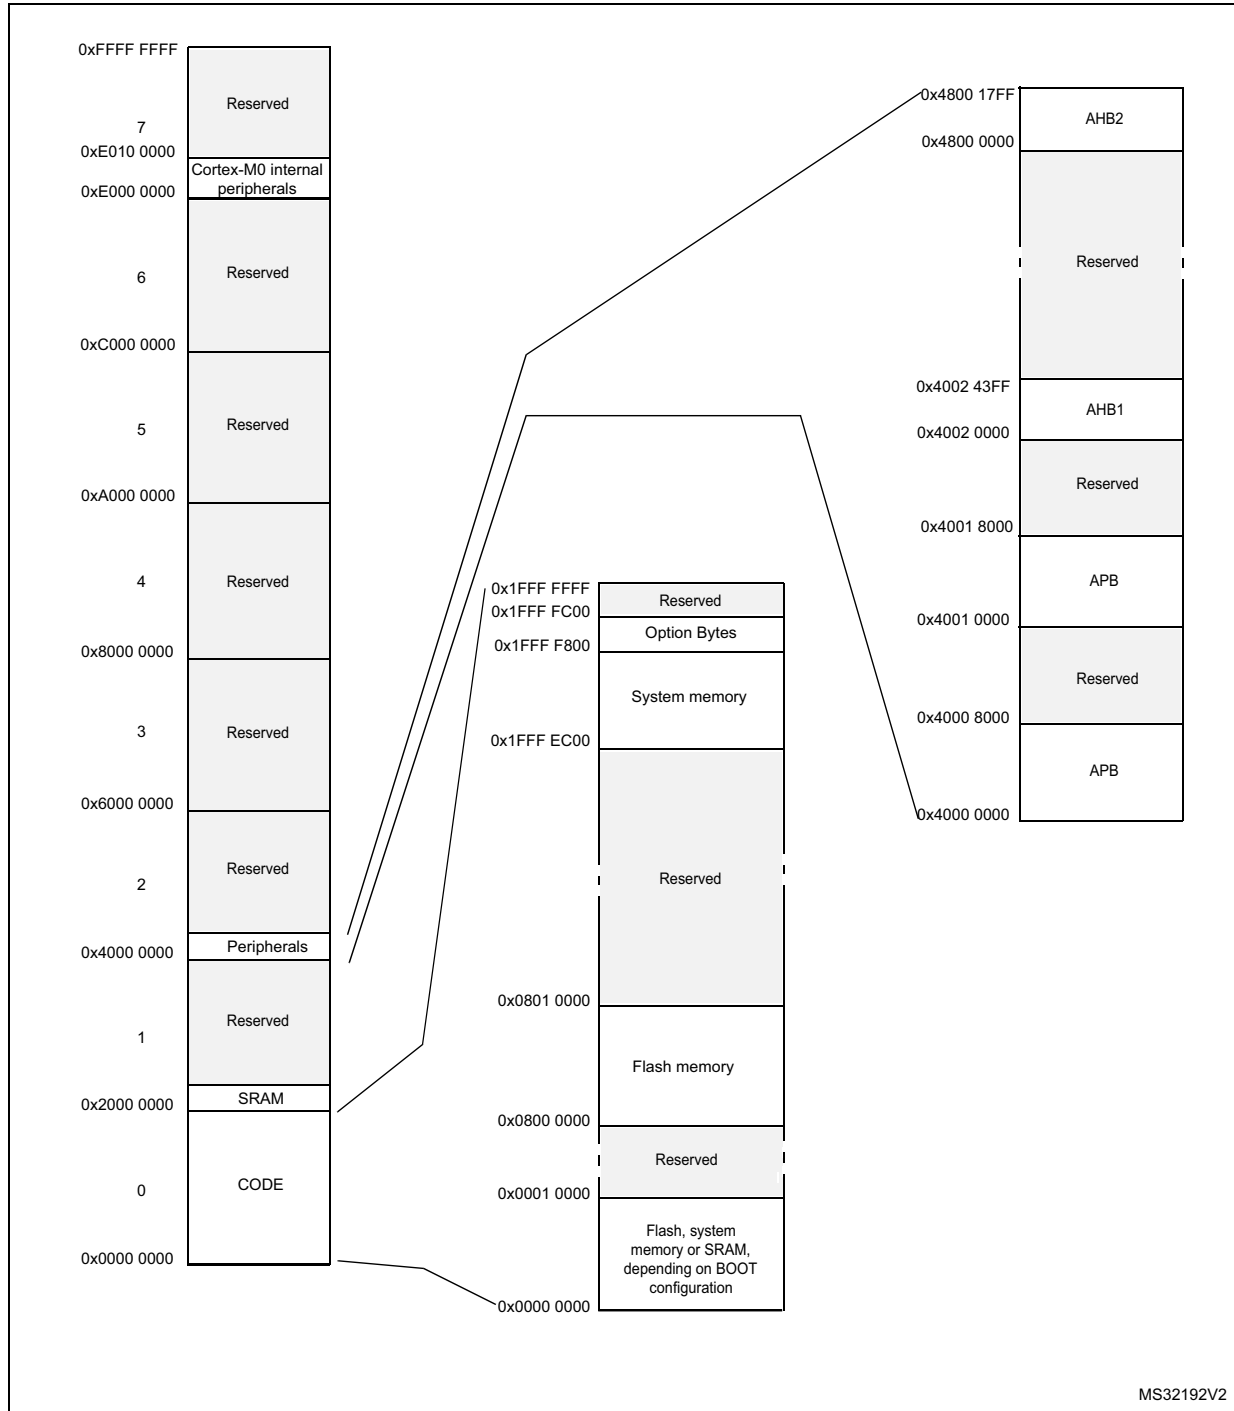 0xFFFF FFFF
Reserved
7
0xE010 0000
Cortex-M0 internal
peripherals
0xE000 0000
Reserved
6
0xC000 0000
Reserved
5
0xA000 0000
Reserved
4
0x8000 0000
Reserved
3
0x6000 0000
Reserved
2
Peripherals
0x4000 0000
Reserved
1
SRAM
0x2000 0000
CODE
0
0x0000 0000
0x1FFF FFFF
Reserved
0x1FFF FC00
Option Bytes
0x1FFF F800
System memory
0x1FFF EC00
Reserved
0x0801 0000
Flash memory
0x0800 0000
Reserved
0x0001 0000
Flash, system
memory or SRAM,
depending on BOOT
configuration
0x0000 0000
0x4800 17FF
AHB2
0x4800 0000
Reserved
0x4002 43FF
AHB1
0x4002 0000
Reserved
0x4001 8000
APB
0x4001 0000
Reserved
0x4000 8000
APB
0x4000 0000
MS32192V2